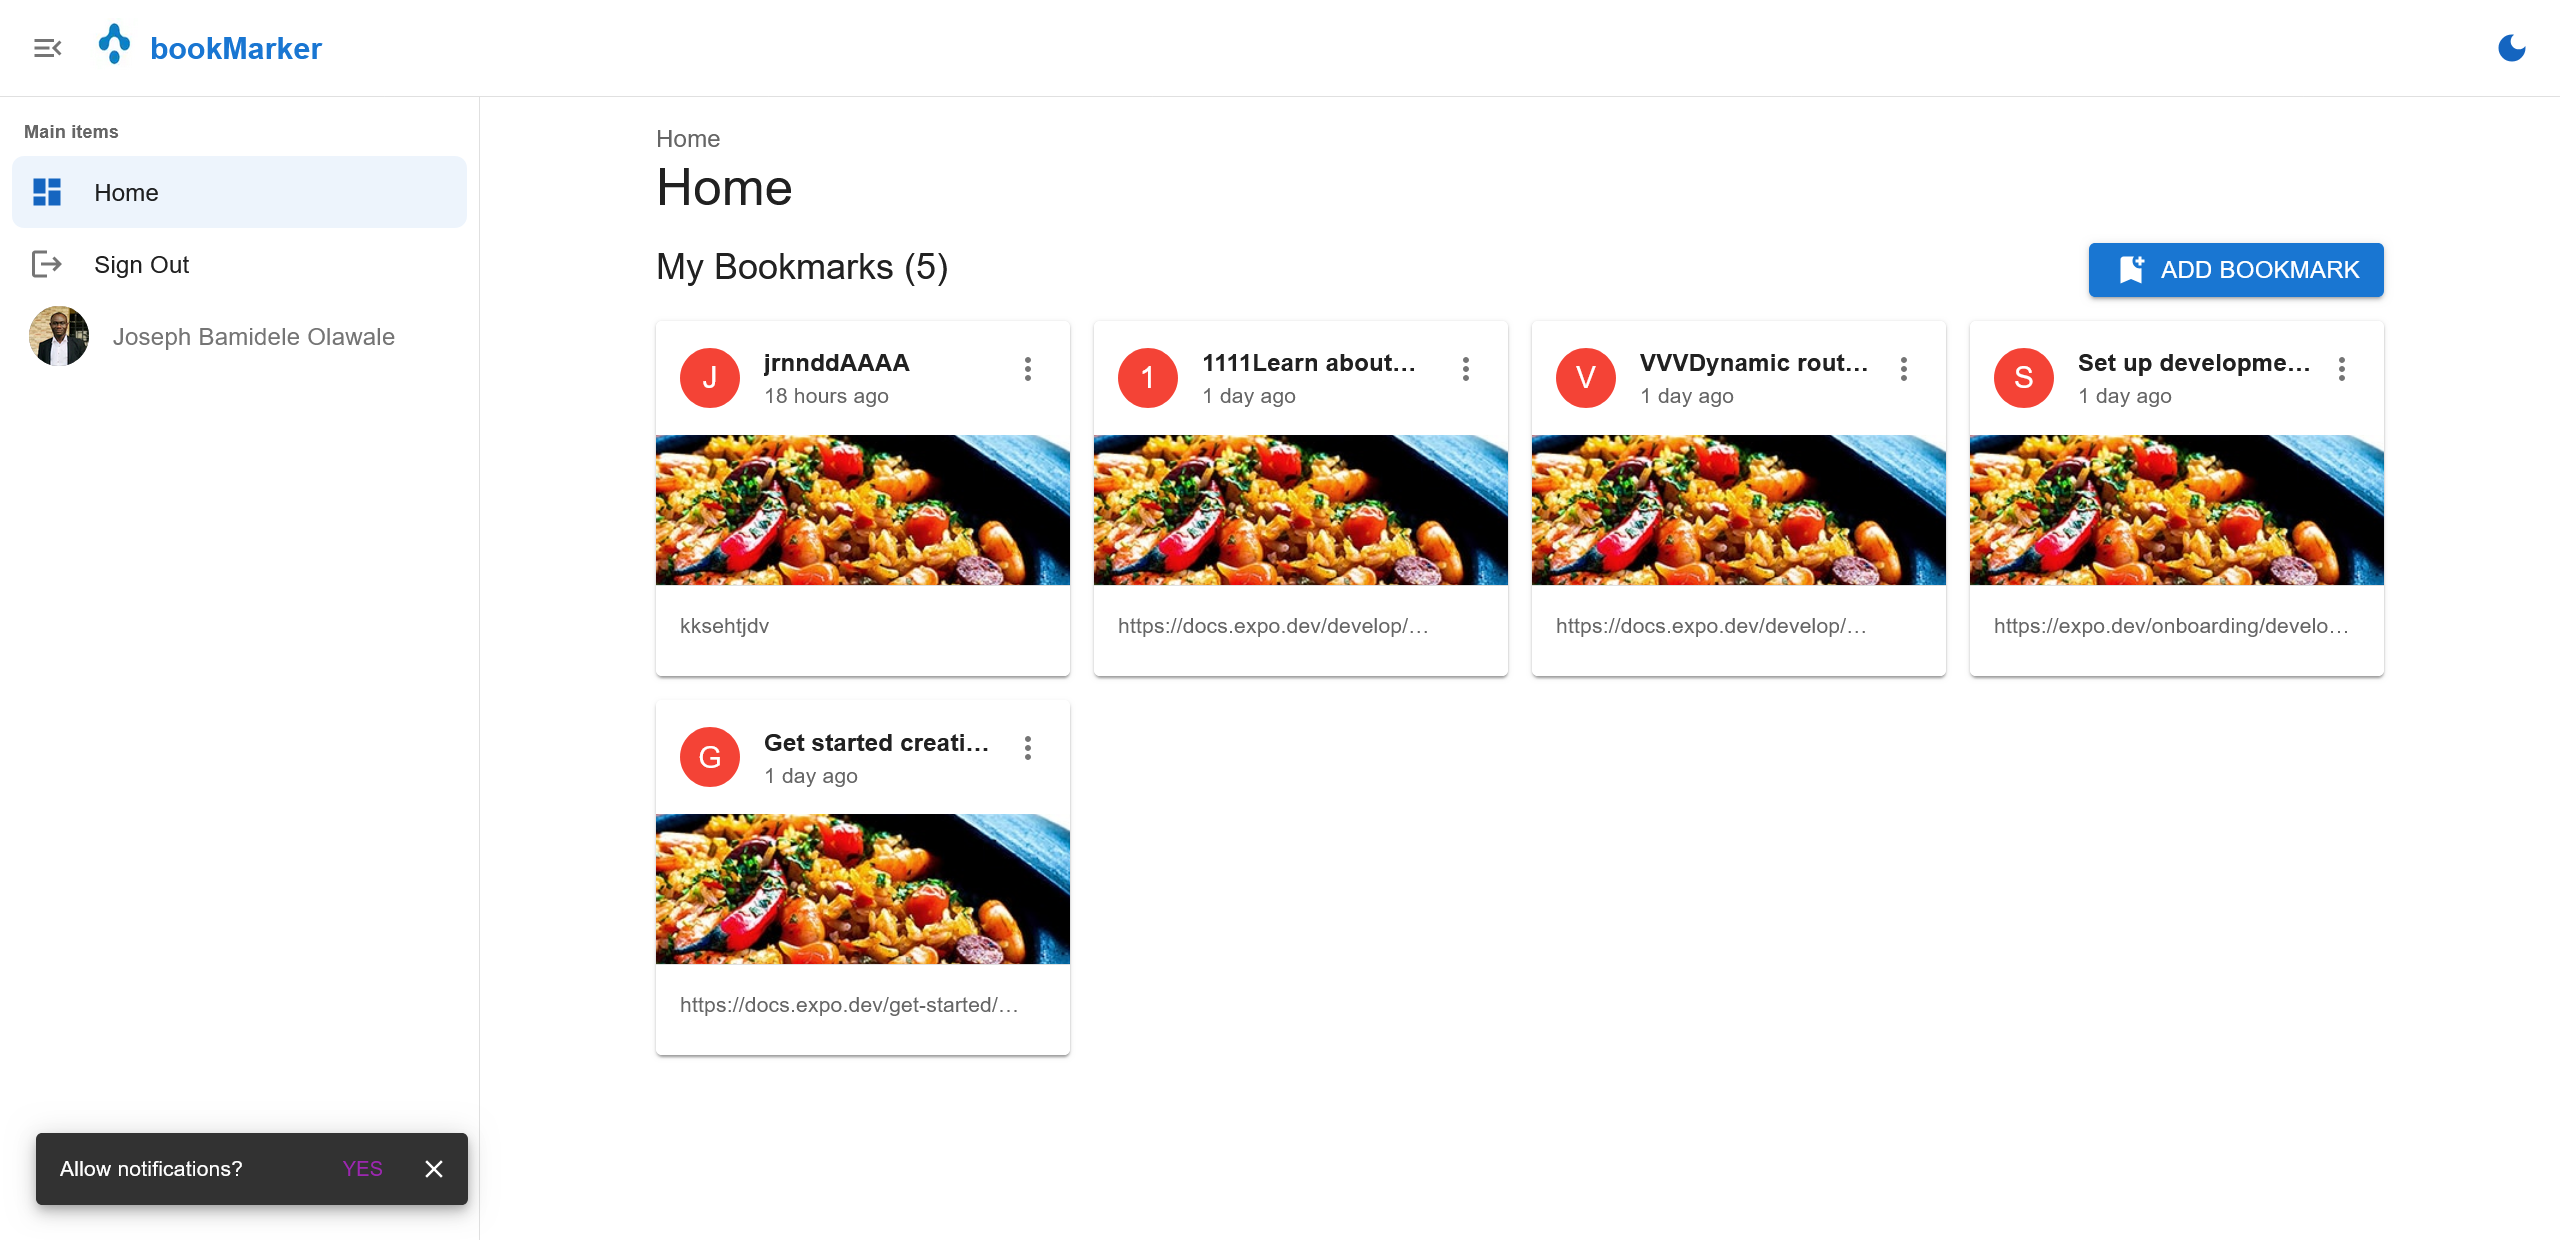 bookMarker
Main items
Home
Sign Out
Joseph Bamidele Olawale
Home
Home
My Bookmarks (5)
ADD BOOKMARK
J
jrnnddAAAA
18 hours ago
kksehtjdv
1
1111Learn about...
1 day ago
https://docs.expo.dev/develop/...
V
VVVDynamic rout...
1 day ago
https://docs.expo.dev/develop/...
S
Set up developme...
1 day ago
https://expo.dev/onboarding/develo...
G
Get started creati...
1 day ago
https://docs.expo.dev/get-started/...
Allow notifications?
YES